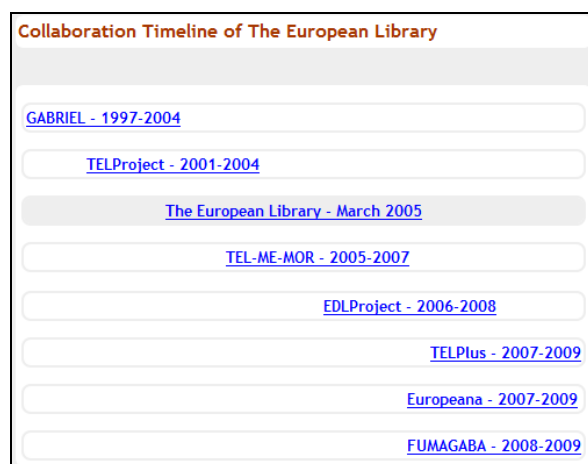 Collaboration Timeline of The European Library
GABRIEL - 1997-2004
TELProject - 2001-2004
The European Library - March 2005
TEL-ME-MOR - 2005-2007
EDLProject - 2006-2008
TELPlus - 2007-2009
Europeana - 2007-2009
FUMAGABA - 2008-2009